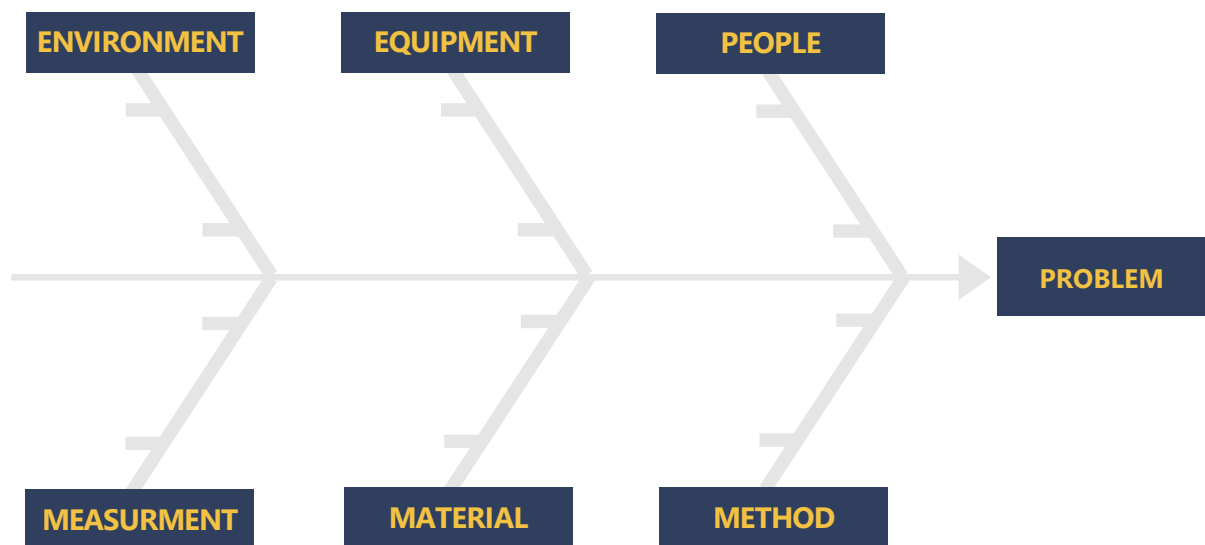 ENVIRONMENT
EQUIPMENT
PEOPLE
PROBLEM
MEASURMENT
MATERIAL
METHOD